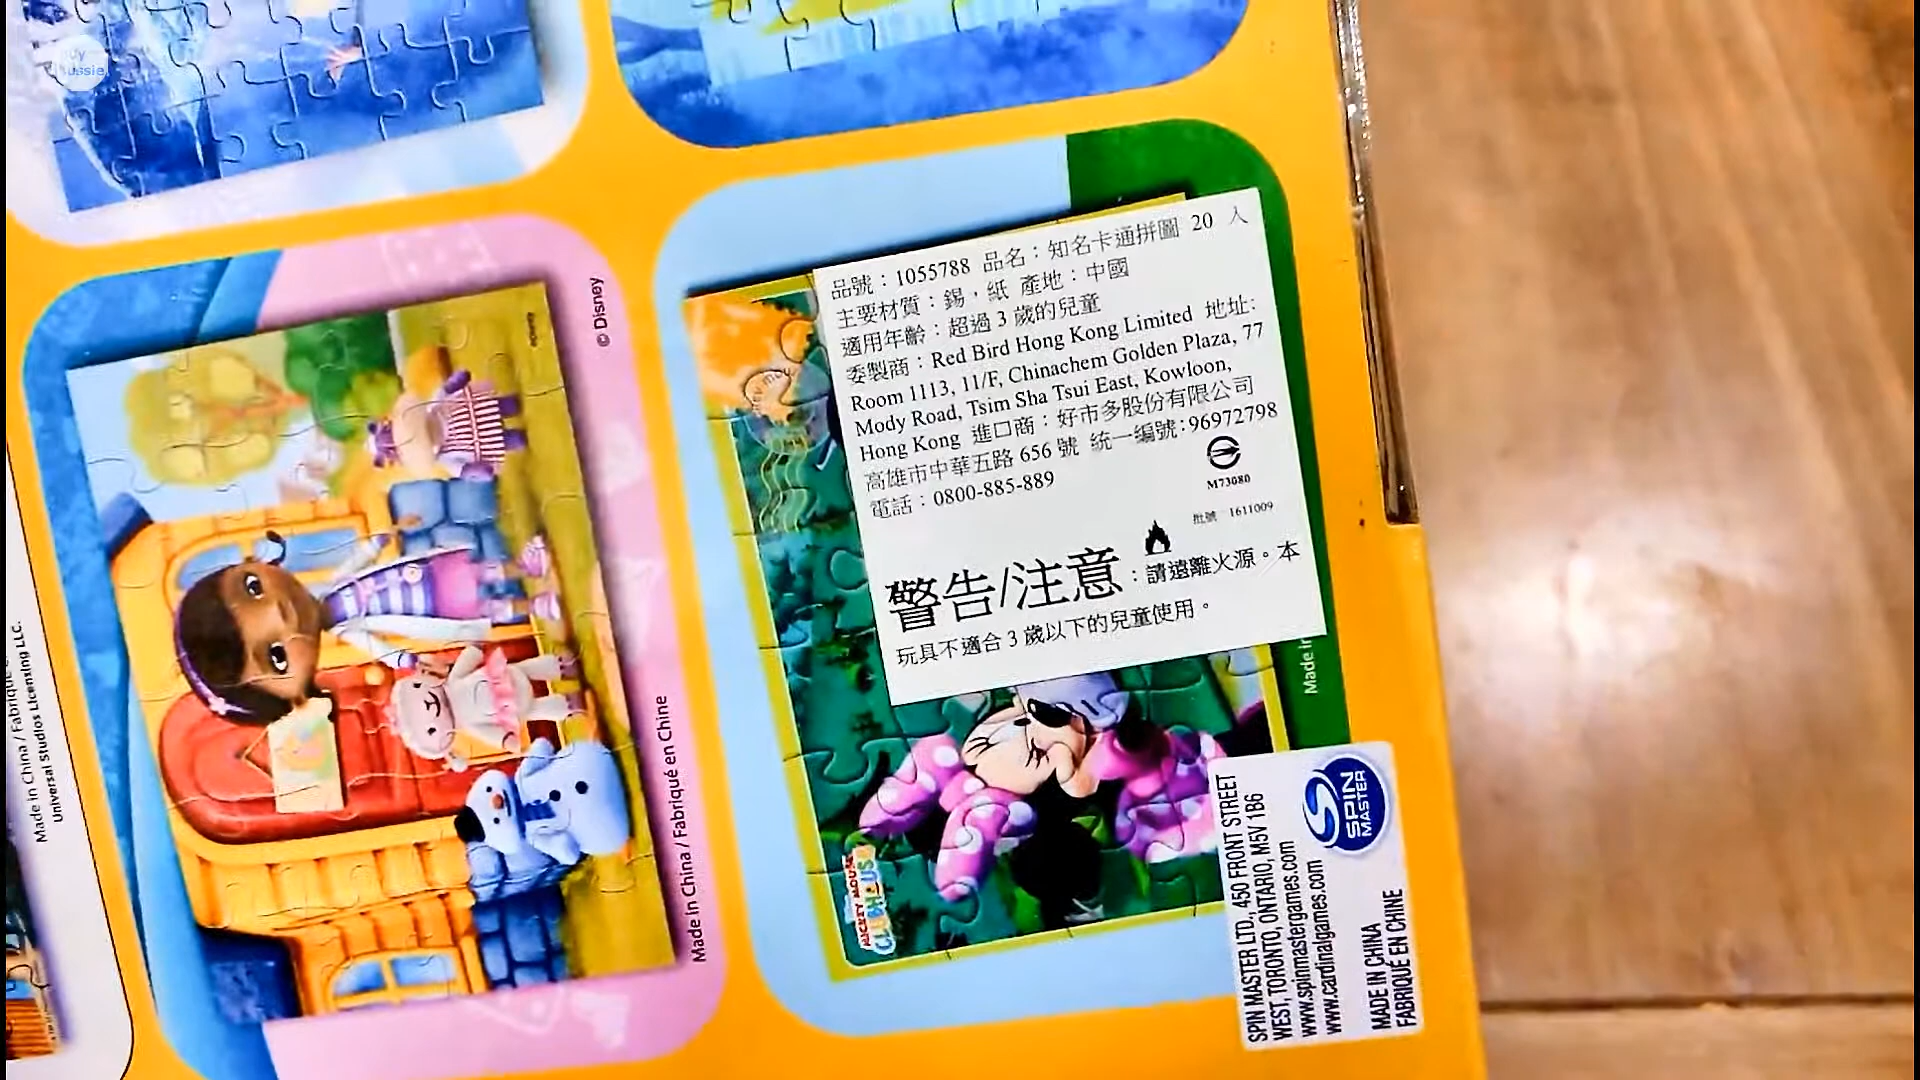 品號：1055788 品名：知名卡通拼圖 20 入
主要材質：錫，紙 產地：中國
適用年齡：超過 3 歲的兒童
委製商：Red Bird Hong Kong Limited 地址:
Room 1113, 11/F, Chinachem Golden Plaza, 77
Mody Road, Tsim Sha Tsui East, Kowloon,
Hong Kong 進口商：好市多股份有限公司
高雄市中華五路 656 號 統一編號:96972798
電話：0800-885-889
M73080
批號 1611009
警告/注意：請遠離火源。本
玩具不適合 3 歲以下的兒童使用。
© Disney
Made in China / Fabriqué en Chine
Made in China / Fabriqué
Universal Studios Licensing LLC.
Made in
MICKEY MOUSE
CLUBHOUSE
SPIN MASTER LTD., 450 FRONT STREET
WEST, TORONTO, ONTARIO, M5V 1B6
www.spinmastergames.com
www.cardinalgames.com
MADE IN CHINA
FABRIQUÉ EN CHINE
SPIN
MASTER